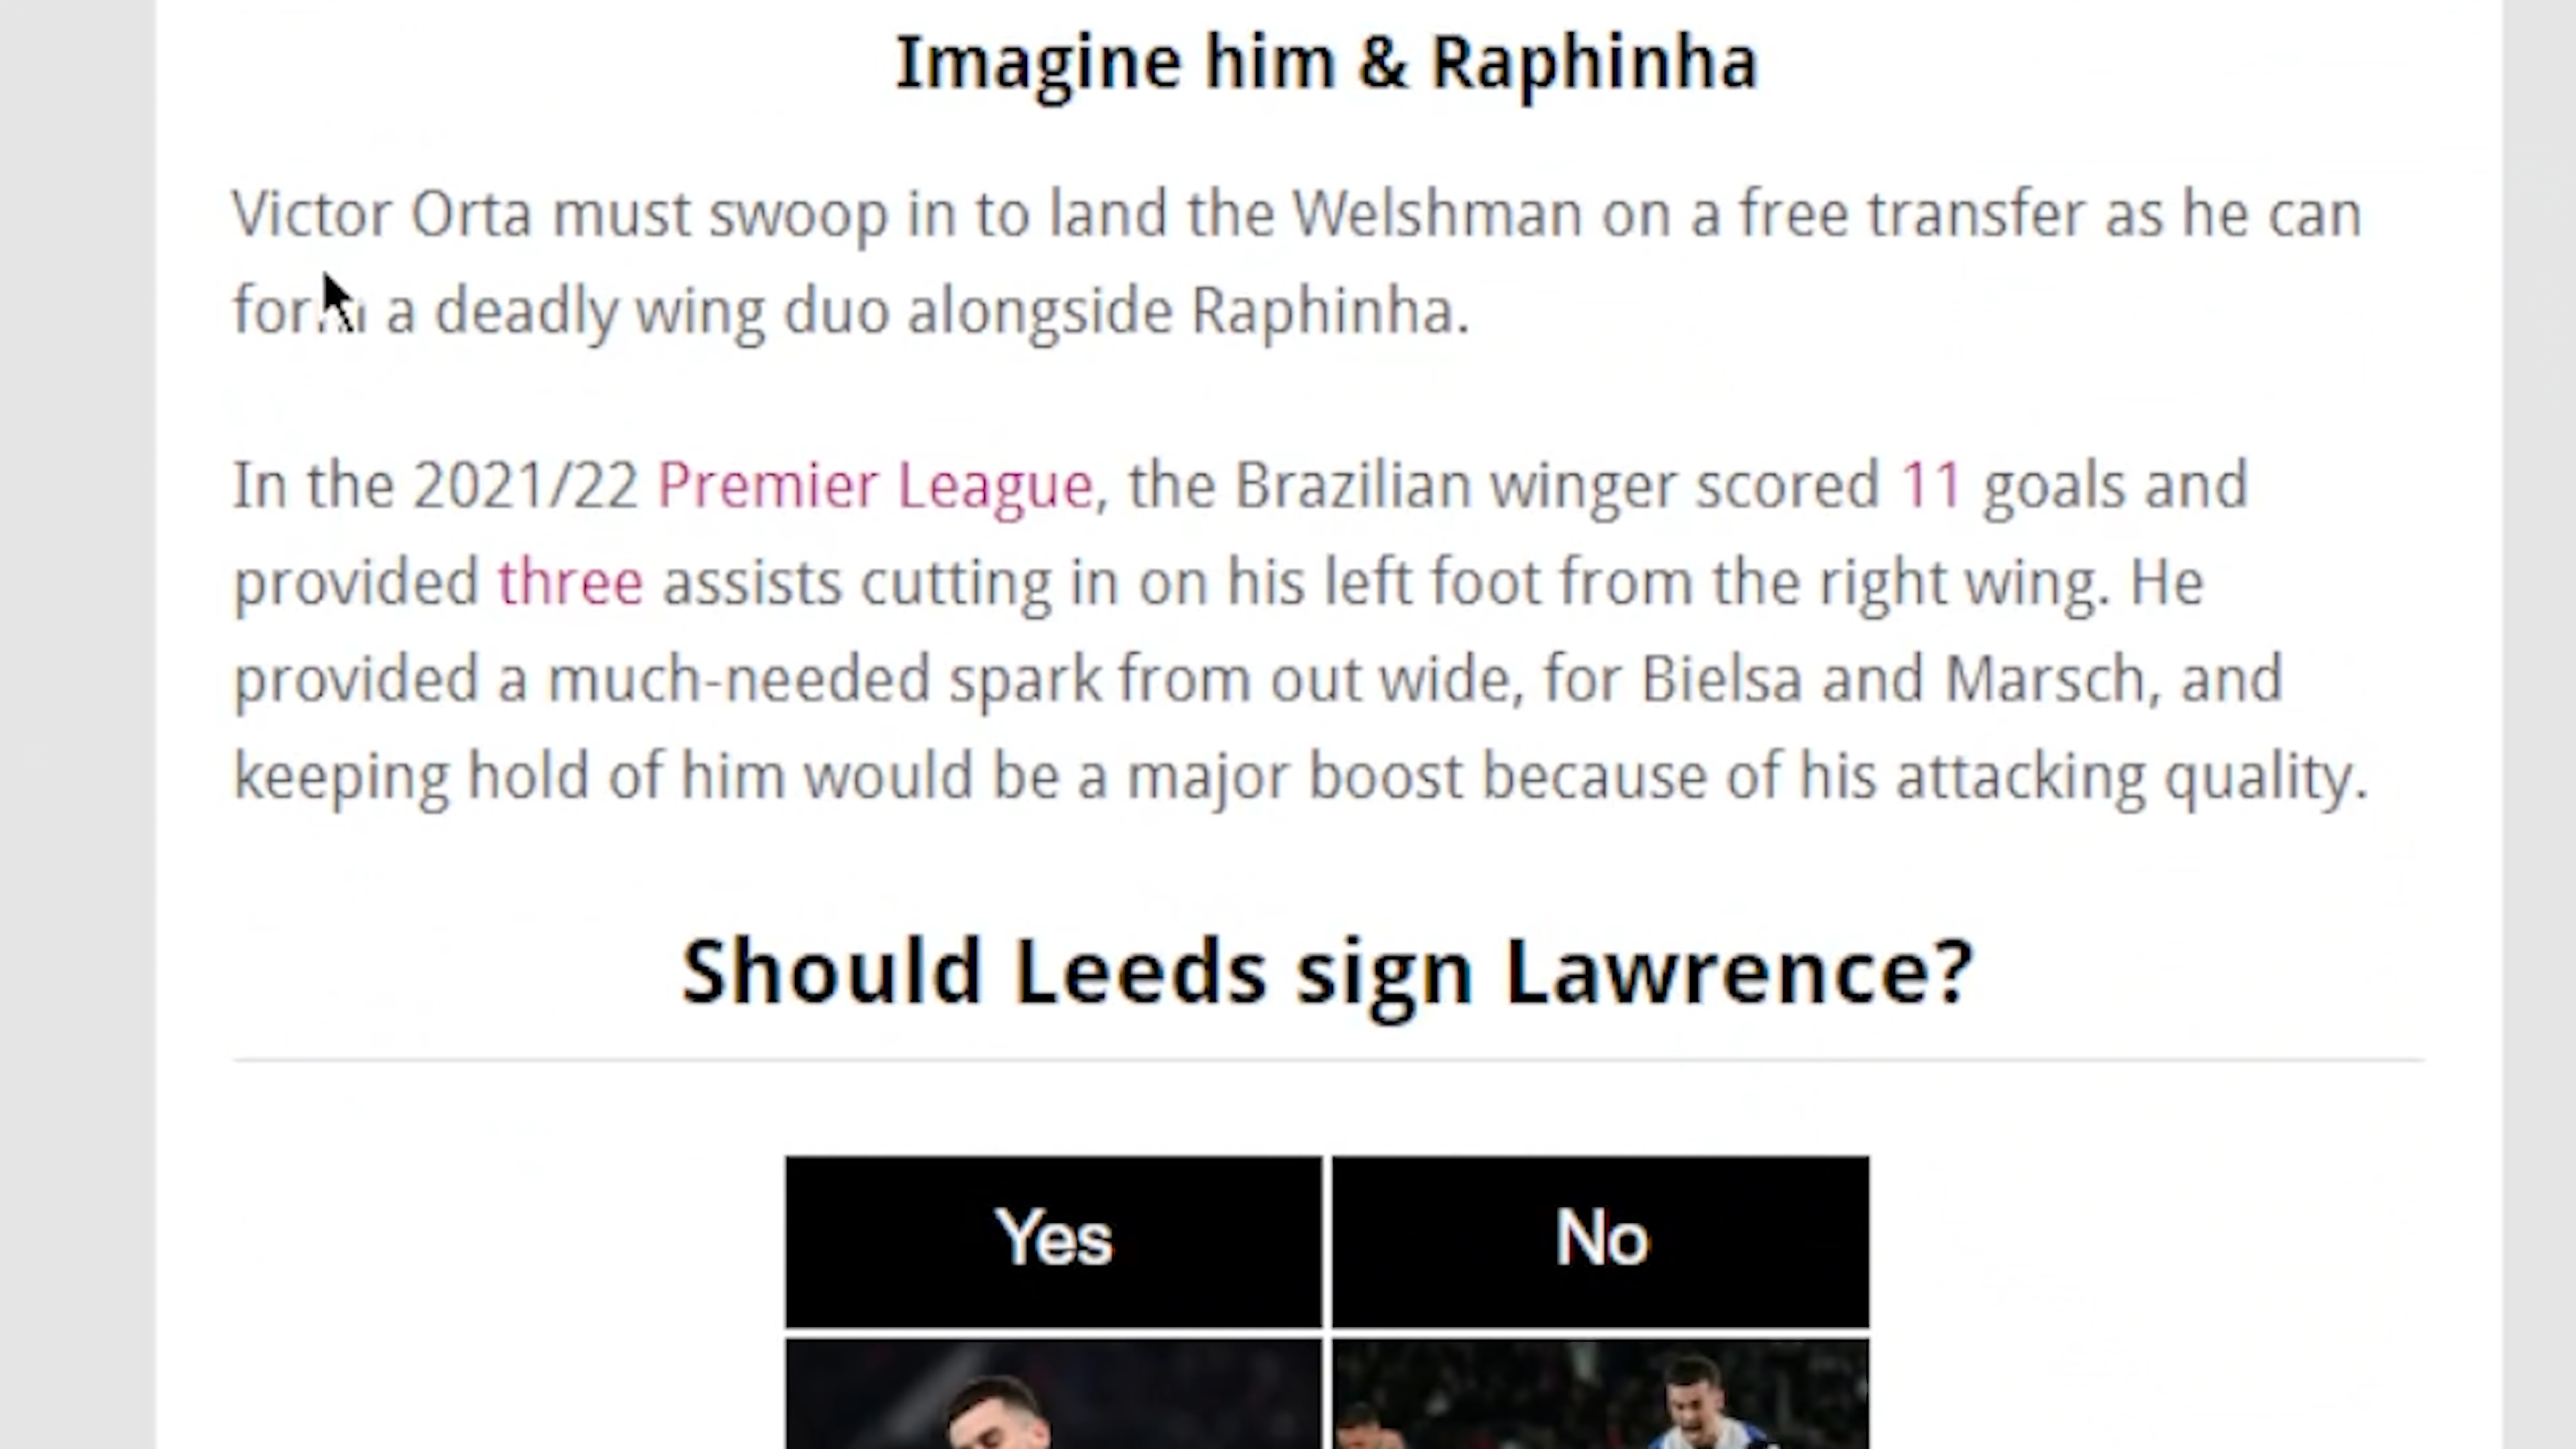 Imagine him & Raphinha
Victor Orta must swoop in to land the Welshman on a free transfer as he can
form a deadly wing duo alongside Raphinha.
In the 2021/22 Premier League, the Brazilian winger scored 11 goals and
provided three assists cutting in on his left foot from the right wing. He
provided a much-needed spark from out wide, for Bielsa and Marsch, and
keeping hold of him would be a major boost because of his attacking quality.
Should Leeds sign Lawrence?
Yes
No